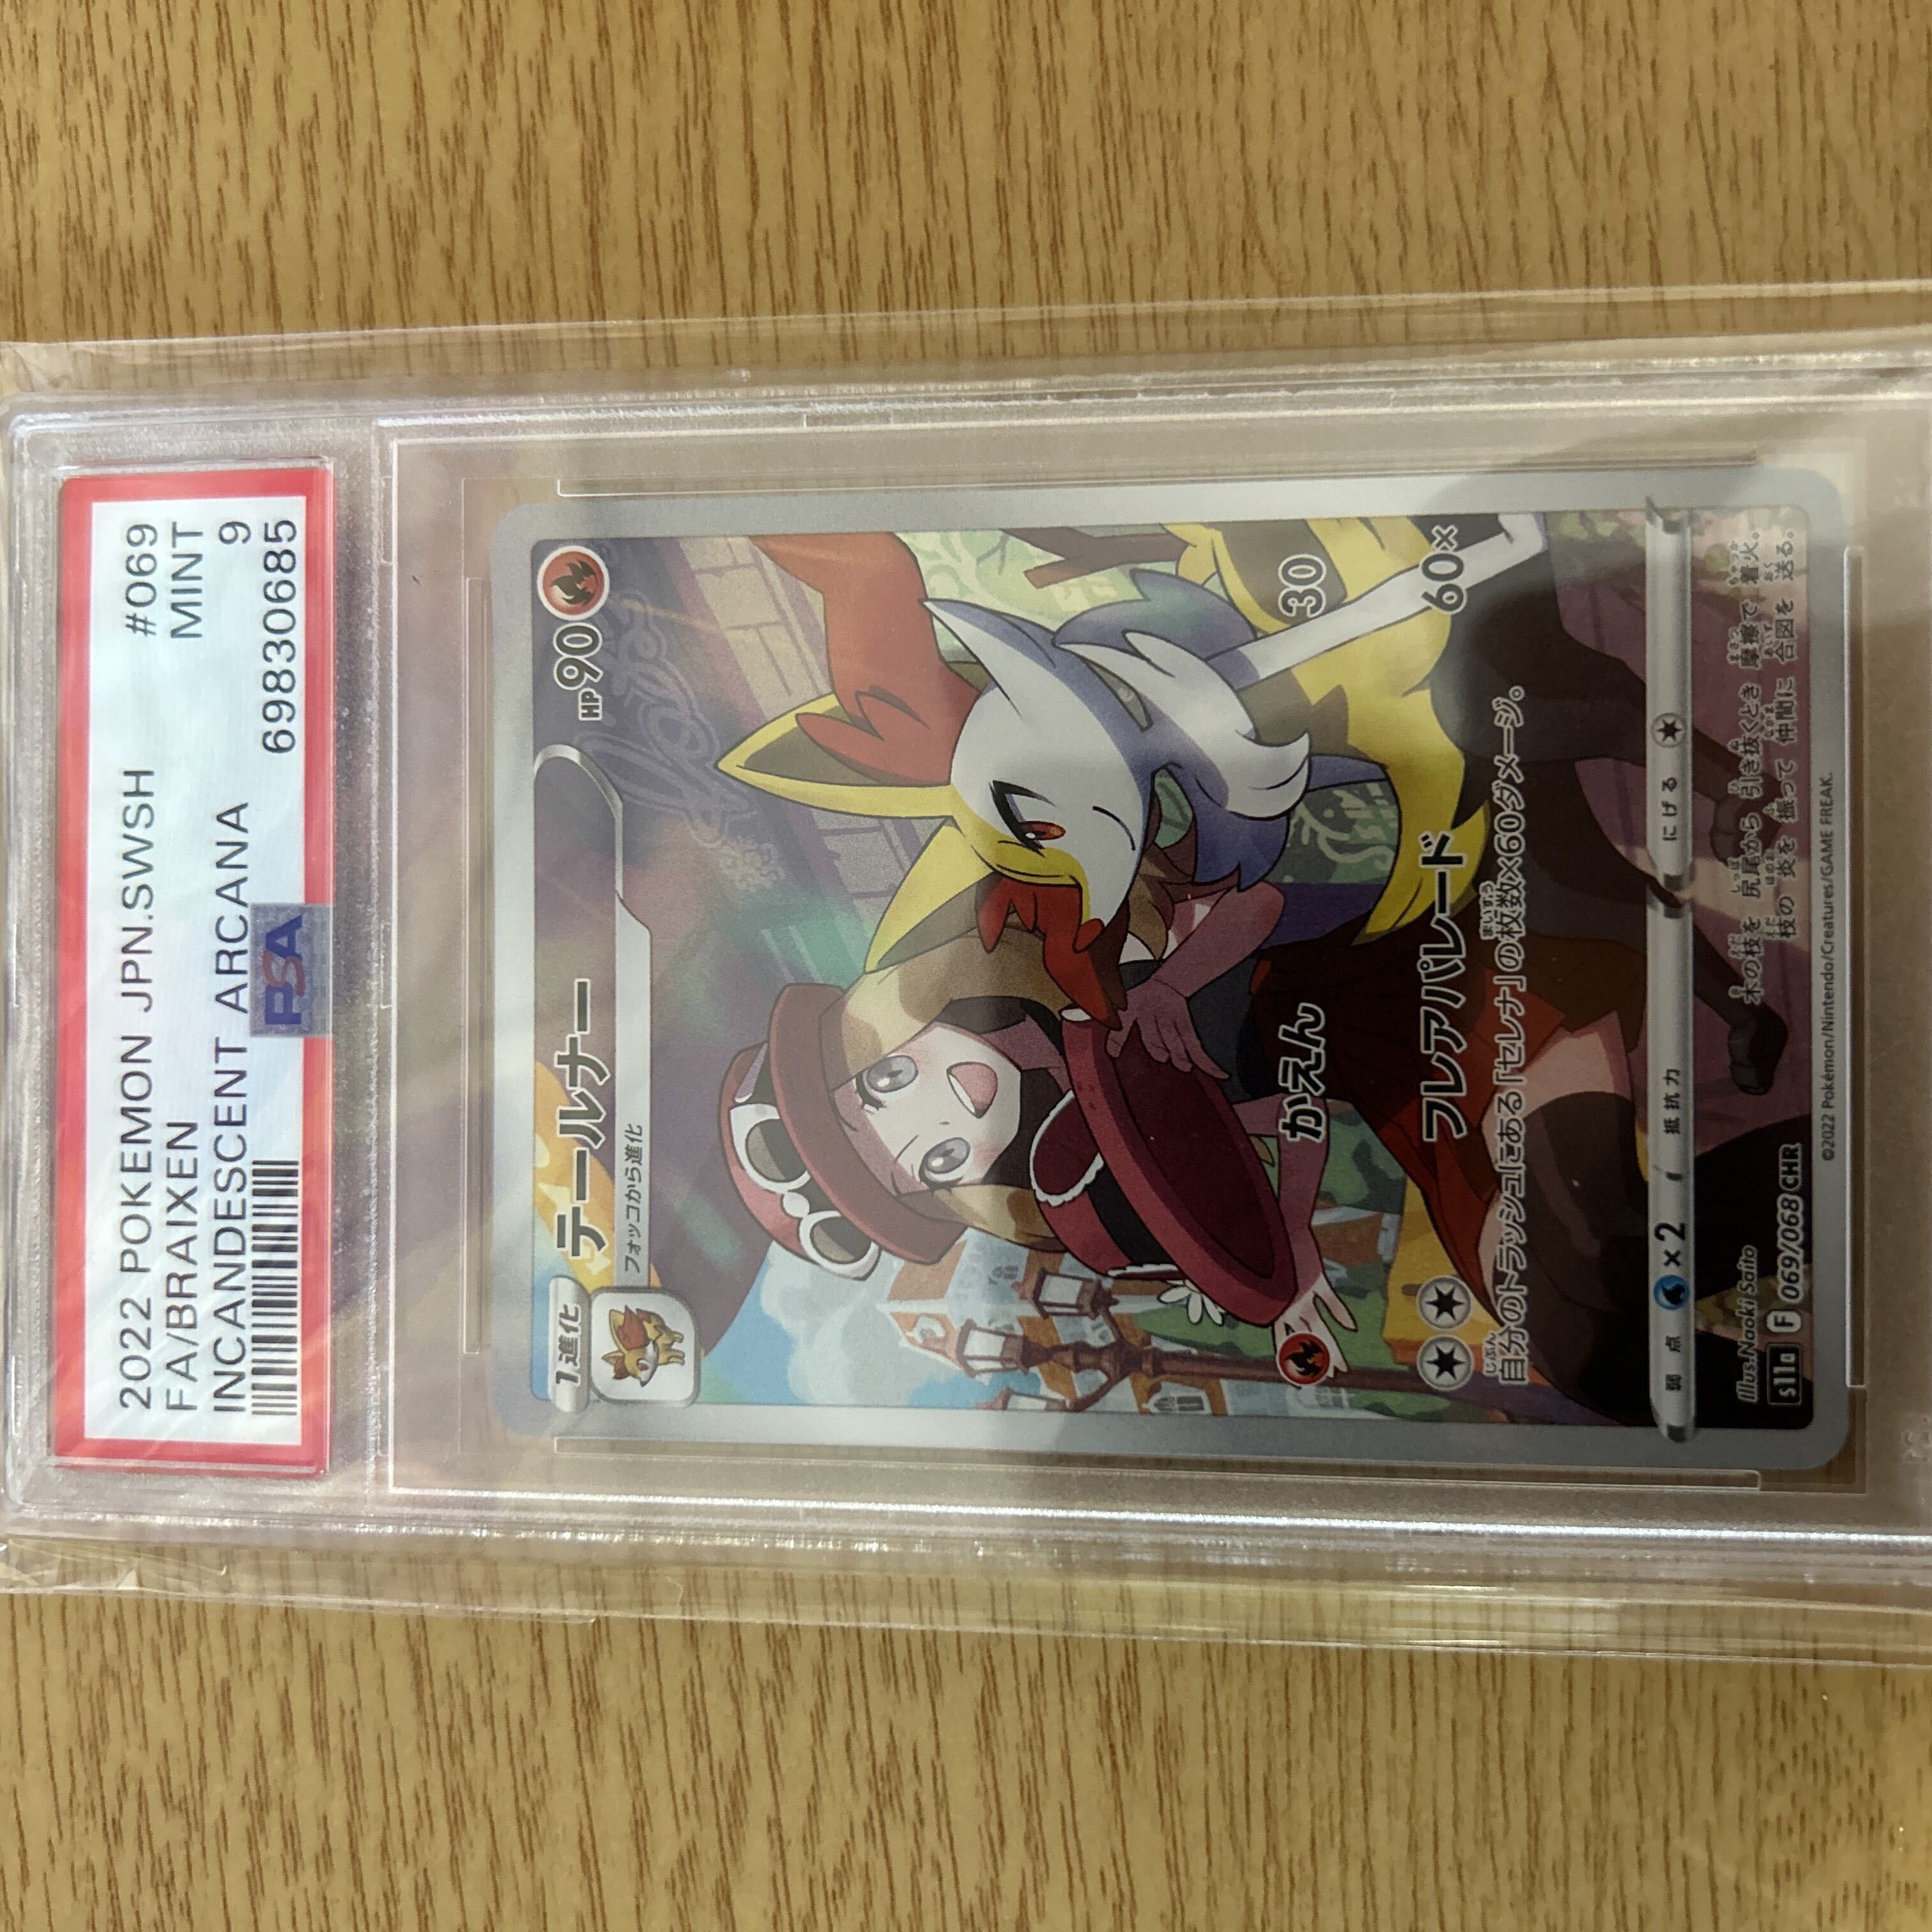 2022 POKEMON JPN.SWSH #069
FA/BRAIXEN MINT
INCANDESCENT ARCANA 9
69830685
PSA
1進化
テールナー
HP90
フォッコから進化
かえん 30
フレアパレード 60×
自分のトラッシュにある「セレナ」の枚数×60ダメージ。
弱点 ×2 抵抗力 にげる
Illus. Naoki Saito
木の枝を 尻尾から 引き抜くとき 摩擦で 着火。
枝の 炎を 振って 仲間に 合図を 送る。
s11a F 069/068 CHR
©2022 Pokémon/Nintendo/Creatures/GAME FREAK.